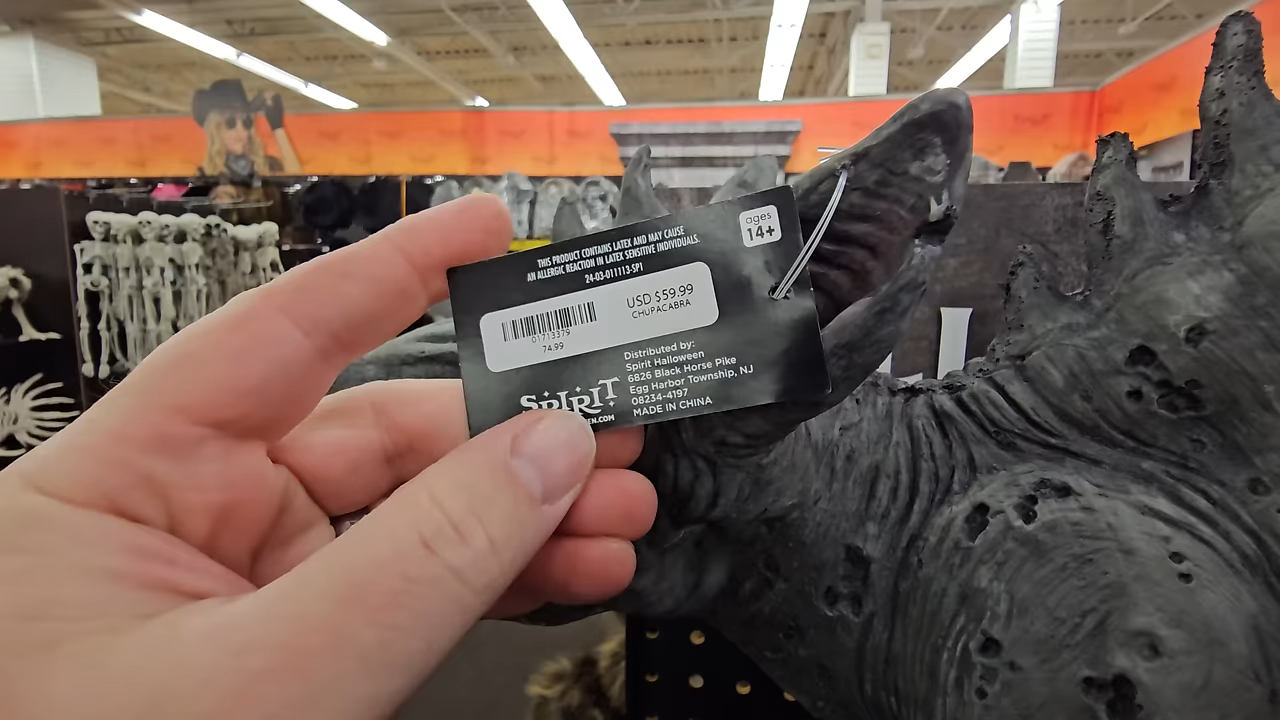 ages
14+
THIS PRODUCT CONTAINS LATEX AND MAY CAUSE
AN ALLERGIC REACTION IN LATEX SENSITIVE INDIVIDUALS.
24-03-011113-SP1
USD $59.99
CHUPACABRA
01713379
74.99
Distributed by:
Spirit Halloween
6826 Black Horse Pike
Egg Harbor Township, NJ
08234-4197
MADE IN CHINA
SPIRIT
EN.COM